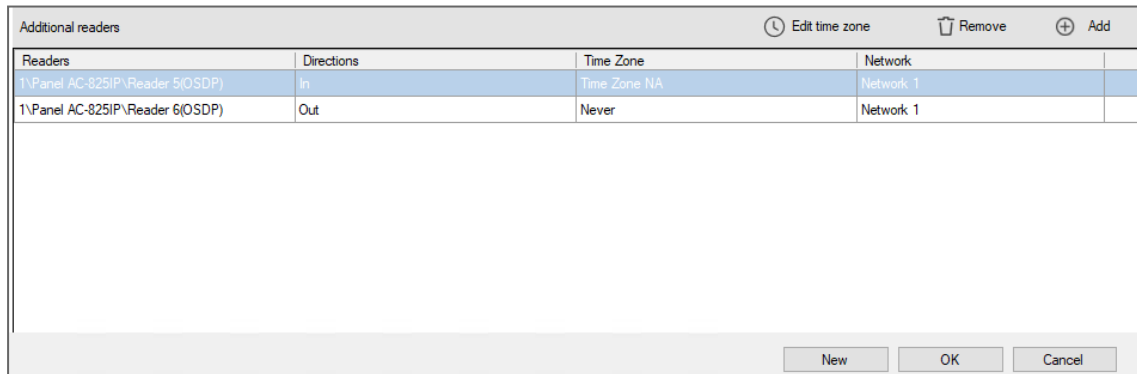 Additional readers Edit time zone Remove Add
Readers Directions Time Zone Network
1\Panel AC-825IP\Reader 5(OSDP) In Time Zone NA Network 1
1\Panel AC-825IP\Reader 6(OSDP) Out Never Network 1
New OK Cancel